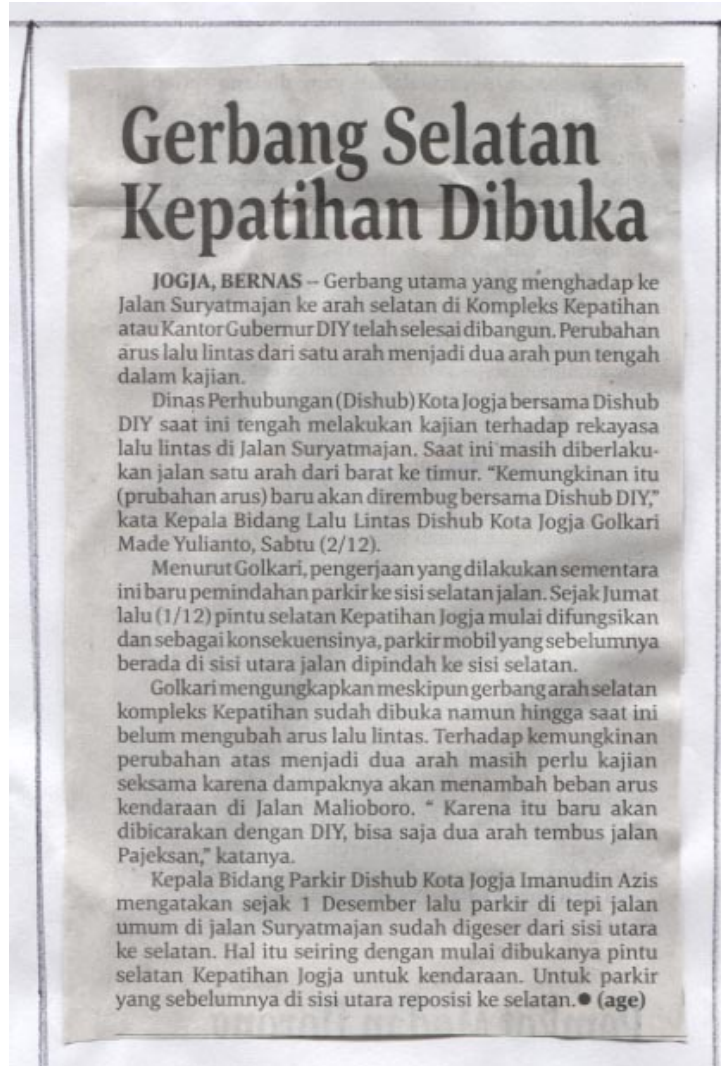 Gerbang Selatan
Kepatihan Dibuka
JOGJA, BERNAS – Gerbang utama yang menghadap ke
Jalan Suryatmajan ke arah selatan di Kompleks Kepatihan
atau Kantor Gubernur DIY telah selesai dibangun. Perubahan
arus lalu lintas dari satu arah menjadi dua arah pun tengah
dalam kajian.
Dinas Perhubungan (Dishub) Kota Jogja bersama Dishub
DIY saat ini tengah melakukan kajian terhadap rekayasa
lalu lintas di Jalan Suryatmajan. Saat ini masih diberlaku-
kan jalan satu arah dari barat ke timur. “Kemungkinan itu
(prubahan arus) baru akan dirembug bersama Dishub DIY,”
kata Kepala Bidang Lalu Lintas Dishub Kota Jogja Golkari
Made Yulianto, Sabtu (2/12).
Menurut Golkari, pengerjaan yang dilakukan sementara
ini baru pemindahan parkir ke sisi selatan jalan. Sejak Jumat
lalu (1/12) pintu selatan Kepatihan Jogja mulai difungsikan
dan sebagai konsekuensinya, parkir mobil yang sebelumnya
berada di sisi utara jalan dipindah ke sisi selatan.
Golkari mengungkapkan meskipun gerbang arah selatan
kompleks Kepatihan sudah dibuka namun hingga saat ini
belum mengubah arus lalu lintas. Terhadap kemungkinan
perubahan atas menjadi dua arah masih perlu kajian
seksama karena dampaknya akan menambah beban arus
kendaraan di Jalan Malioboro. “ Karena itu baru akan
dibicarakan dengan DIY, bisa saja dua arah tembus jalan
Pajeksan,” katanya.
Kepala Bidang Parkir Dishub Kota Jogja Imanudin Azis
mengatakan sejak 1 Desember lalu parkir di tepi jalan
umum di jalan Suryatmajan sudah digeser dari sisi utara
ke selatan. Hal itu seiring dengan mulai dibukanya pintu
selatan Kepatihan Jogja untuk kendaraan. Untuk parkir
yang sebelumnya di sisi utara reposisi ke selatan.● (age)